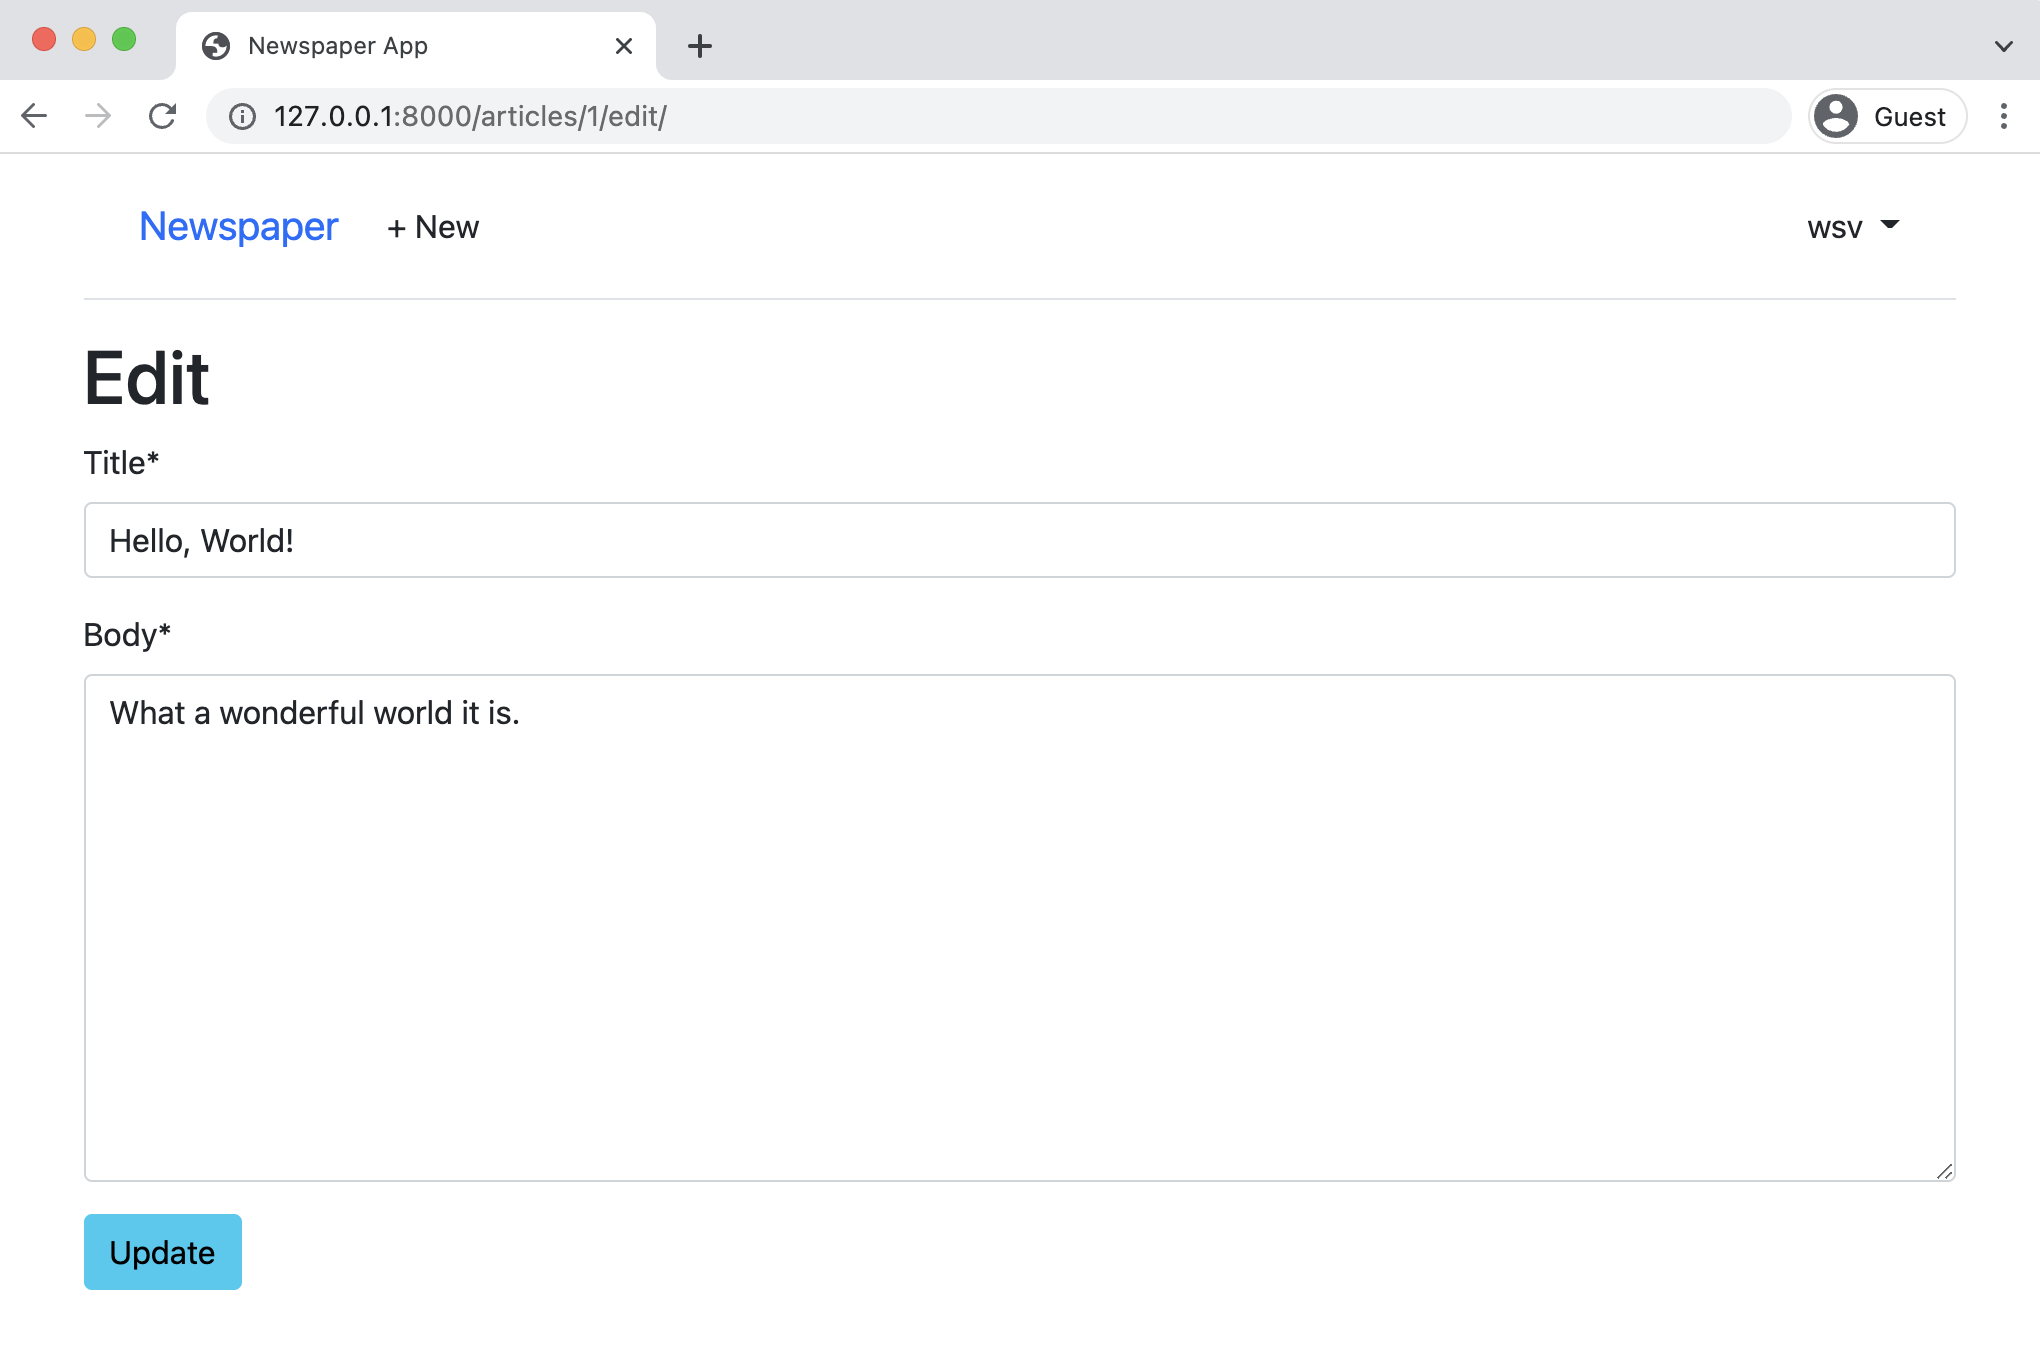 Newspaper App
127.0.0.1:8000/articles/1/edit/
Guest
Newspaper + New wsv
Edit
Title*
Hello, World!
Body*
What a wonderful world it is.
Update